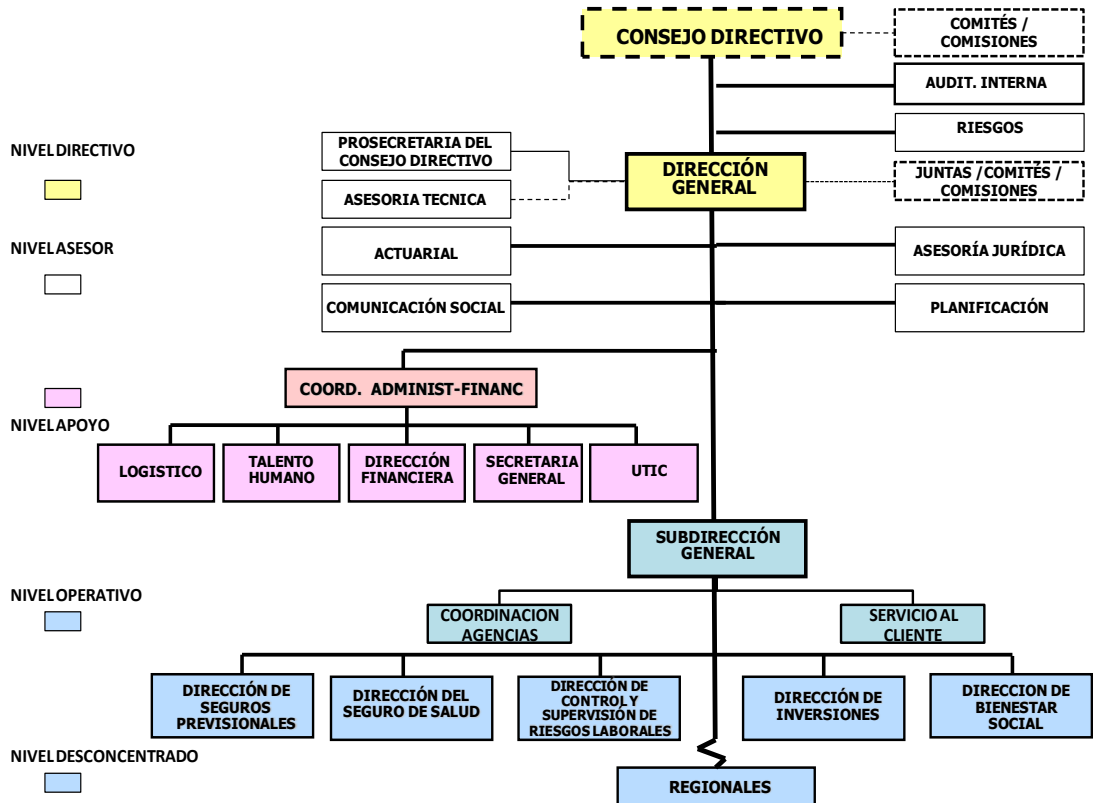 CONSEJO DIRECTIVO
COMITÉS /
COMISIONES
AUDIT. INTERNA
RIESGOS
NIVEL DIRECTIVO
PROSECRETARIA DEL
CONSEJO DIRECTIVO
DIRECCIÓN
GENERAL
JUNTAS /COMITÉS /
COMISIONES
ASESORIA TECNICA
NIVEL ASESOR
ACTUARIAL
ASESORÍA JURÍDICA
COMUNICACIÓN SOCIAL
PLANIFICACIÓN
COORD. ADMINIST-FINANC
NIVEL APOYO
LOGISTICO
TALENTO
HUMANO
DIRECCIÓN
FINANCIERA
SECRETARIA
GENERAL
UTIC
SUBDIRECCIÓN
GENERAL
NIVEL OPERATIVO
COORDINACION
AGENCIAS
SERVICIO AL
CLIENTE
DIRECCIÓN DE
SEGUROS
PREVISIONALES
DIRECCIÓN DEL
SEGURO DE SALUD
DIRECCIÓN DE
CONTROL Y
SUPERVISIÓN DE
RIESGOS LABORALES
DIRECCIÓN DE
INVERSIONES
DIRECCION DE
BIENESTAR
SOCIAL
NIVEL DESCONCENTRADO
REGIONALES